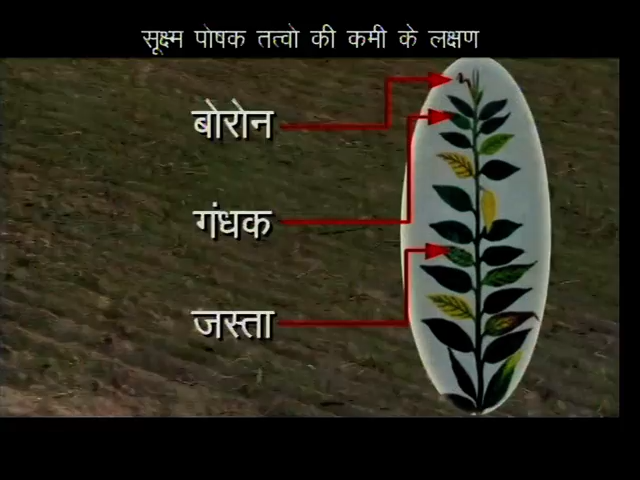 सूक्ष्म पोषक तत्वो की कमी के लक्षण
बोरोन
गंधक
जस्ता